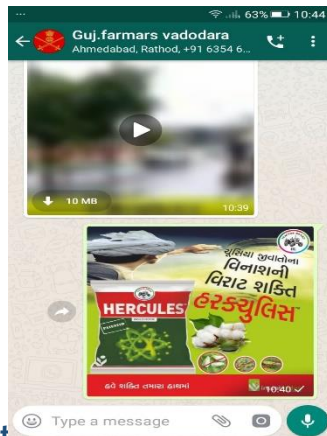 63% 10:44
Guj.farmars vadodara
Ahmedabad, Rathod, +91 6354 6...
10 MB
10:39
ચૂસિયા જીવાતોના
વિનાશની
વિરાટ શક્તિ
હરક્યુલિસ
HERCULES
હવે શક્તિ તમારા હાથમાં
10:40
Type a message